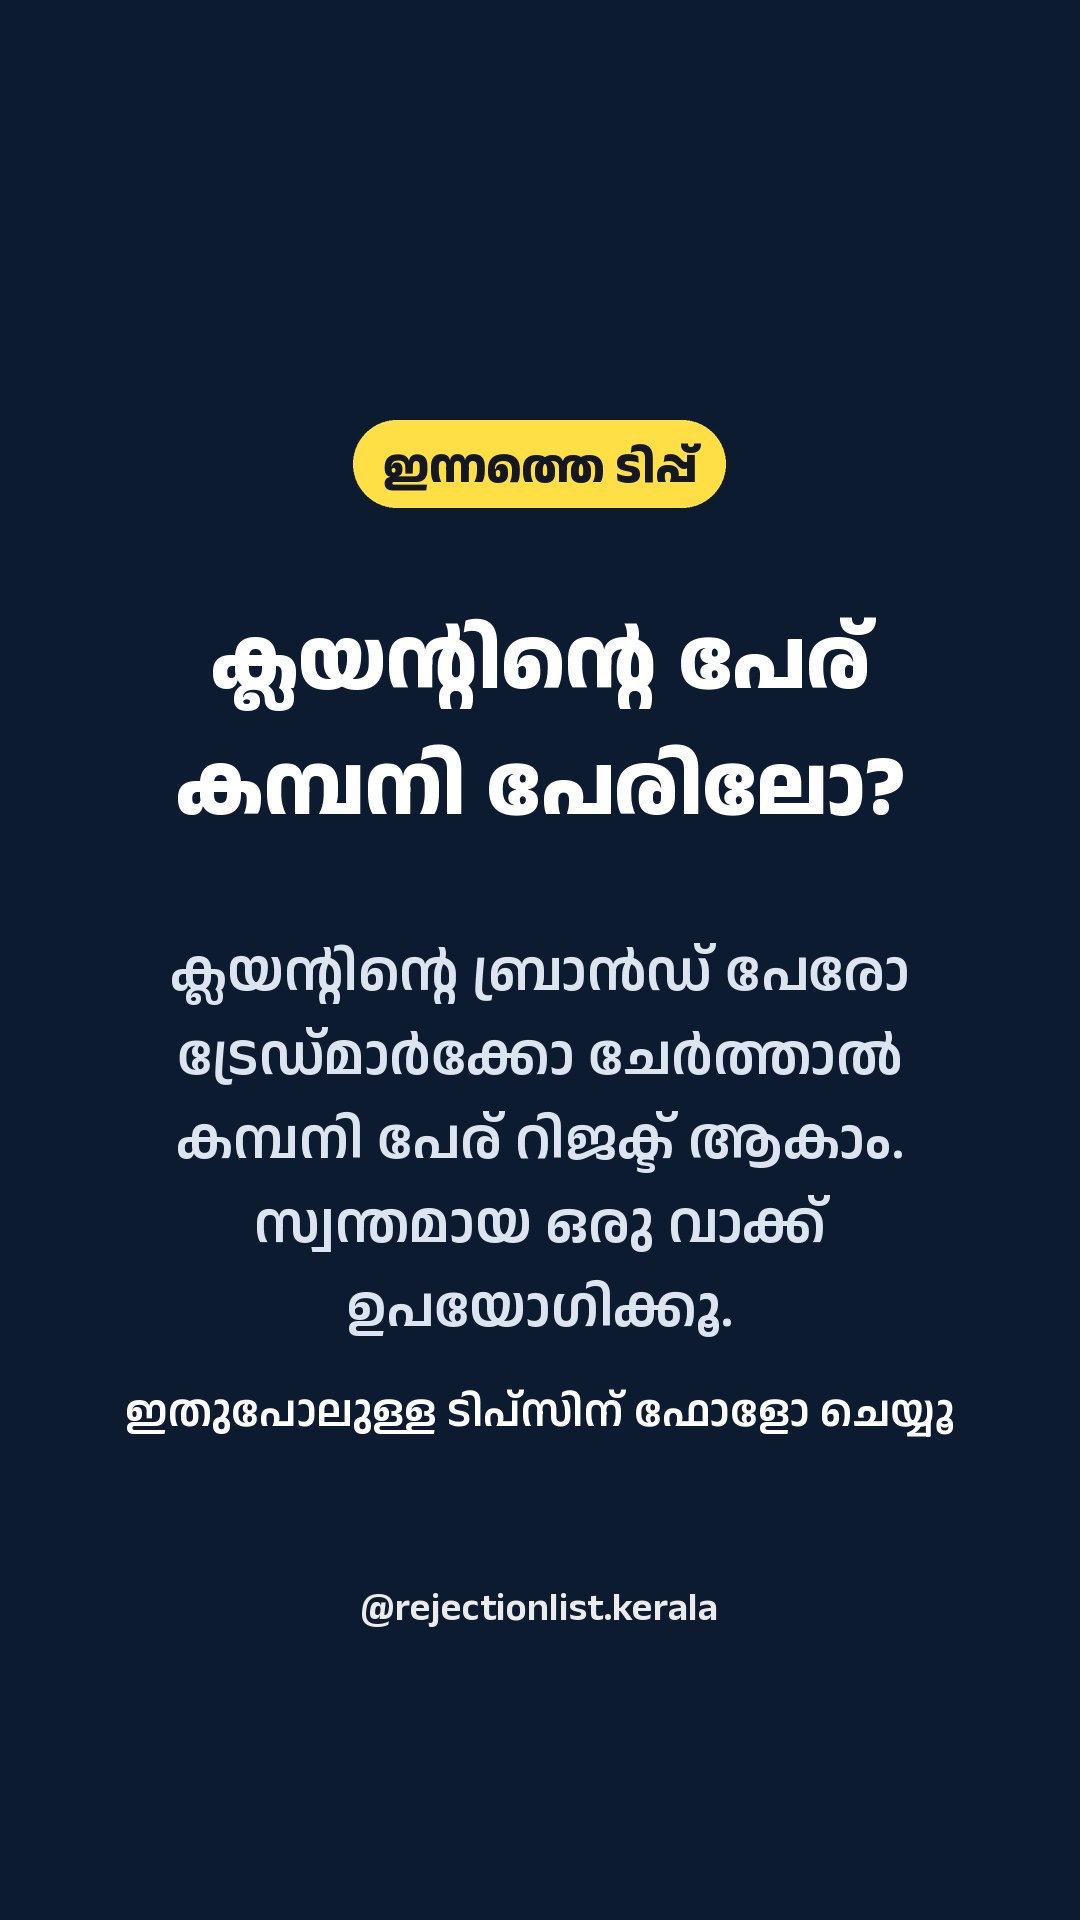 ഇന്നത്തെ ടിപ്പ്
ക്ലയന്റിന്റെ പേര്
കമ്പനി പേരിലോ?
ക്ലയന്റിന്റെ ബ്രാൻഡ് പേരോ
ട്രേഡ്മാർക്കോ ചേർത്താൽ
കമ്പനി പേര് റിജക്ട് ആകാം.
സ്വന്തമായ ഒരു വാക്ക്
ഉപയോഗിക്കൂ.
ഇതുപോലുള്ള ടിപ്സിന് ഫോളോ ചെയ്യൂ
@rejectionlist.kerala